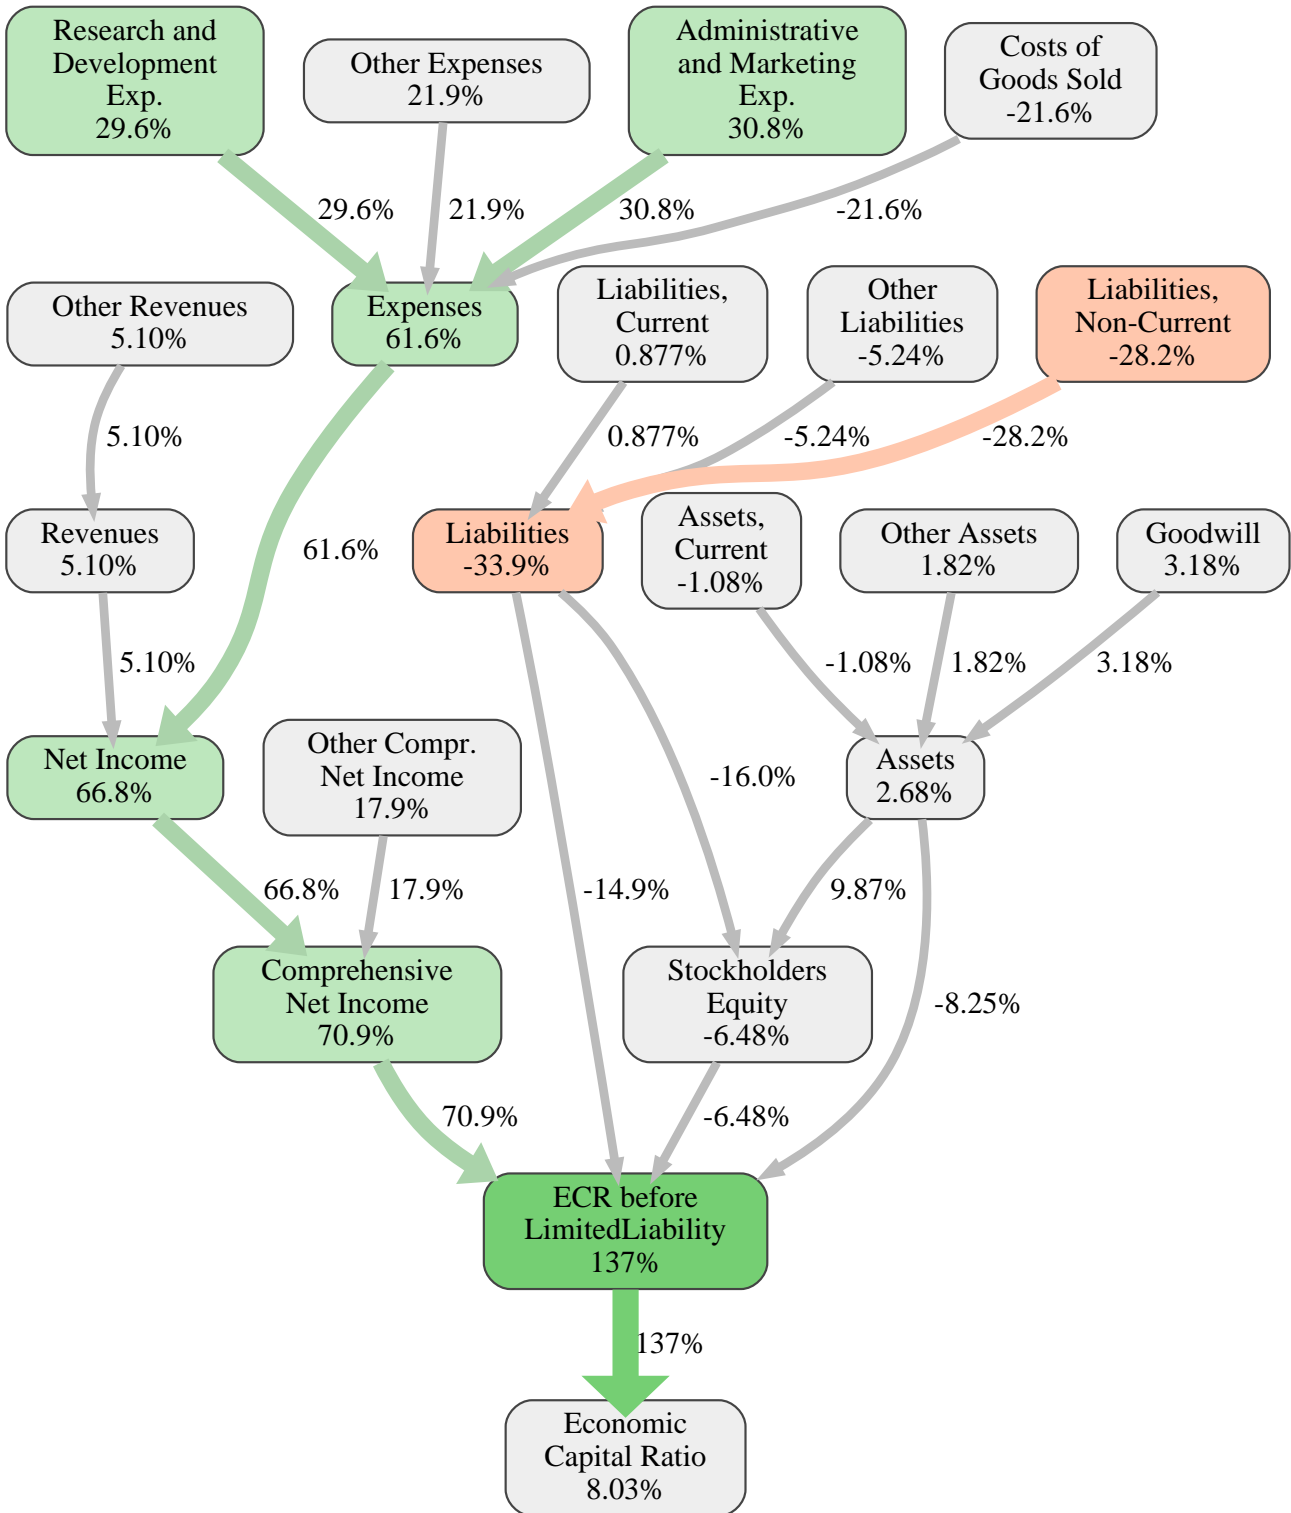 Research and
Development
Exp.
29.6%
Other Expenses
21.9%
Administrative
and Marketing
Exp.
30.8%
Costs of
Goods Sold
-21.6%
29.6%
21.9%
30.8%
-21.6%
Other Revenues
5.10%
Expenses
61.6%
Liabilities,
Current
0.877%
Other
Liabilities
-5.24%
Liabilities,
Non-Current
-28.2%
5.10%
0.877%
-5.24%
-28.2%
Revenues
5.10%
61.6%
Liabilities
-33.9%
Assets,
Current
-1.08%
Other Assets
1.82%
Goodwill
3.18%
5.10%
-1.08%
1.82%
3.18%
Net Income
66.8%
Other Compr.
Net Income
17.9%
-16.0%
Assets
2.68%
66.8%
17.9%
-14.9%
9.87%
Comprehensive
Net Income
70.9%
Stockholders
Equity
-6.48%
-8.25%
70.9%
-6.48%
ECR before
LimitedLiability
137%
137%
Economic
Capital Ratio
8.03%